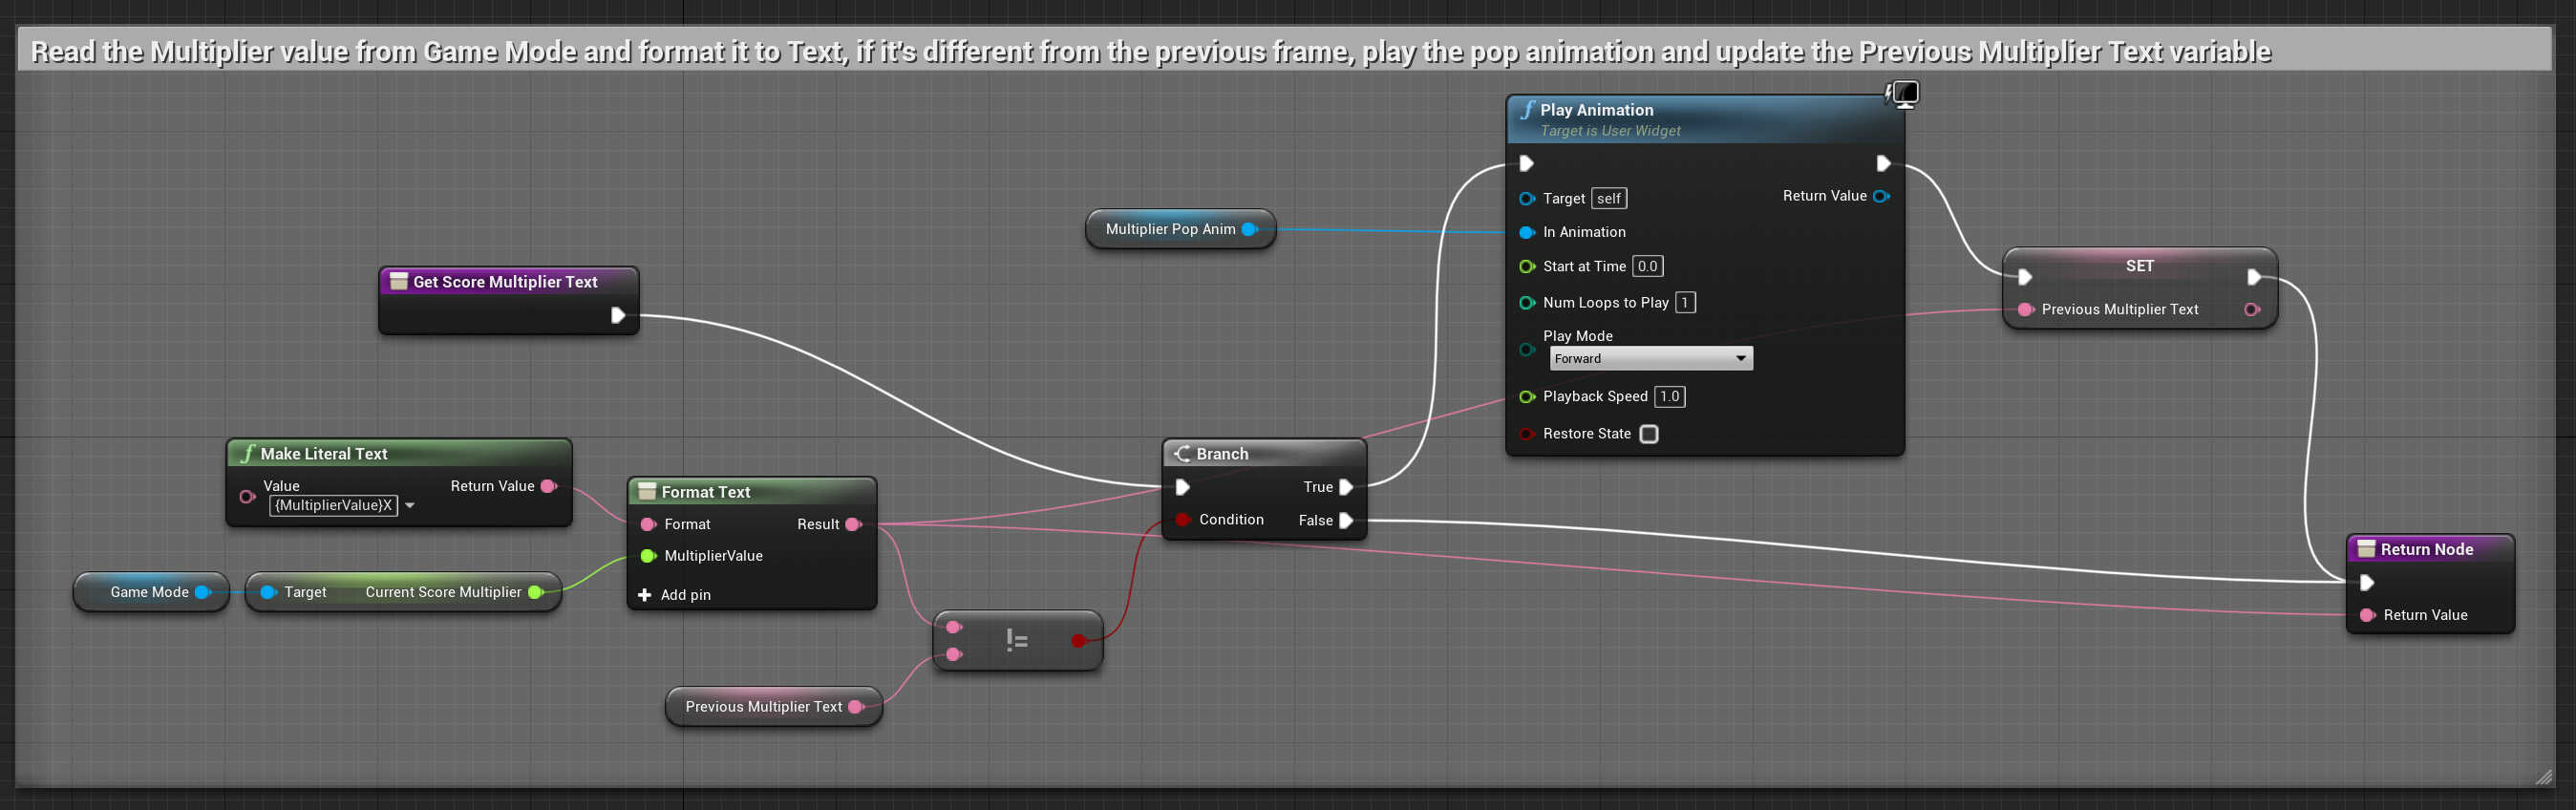 Read the Multiplier value from Game Mode and format it to Text, if it's different from the previous frame, play the pop animation and update the Previous Multiplier Text variable
Play Animation
Target is User Widget
Target self
Return Value
Multiplier Pop Anim
In Animation
Start at Time 0.0
Num Loops to Play 1
Play Mode
Forward
Playback Speed 1.0
Restore State
SET
Previous Multiplier Text
Get Score Multiplier Text
Make Literal Text
Value
{MultiplierValue}X
Return Value
Format Text
Format
Result
MultiplierValue
Add pin
Game Mode
Target
Current Score Multiplier
Branch
True
Condition
False
!=
Previous Multiplier Text
Return Node
Return Value